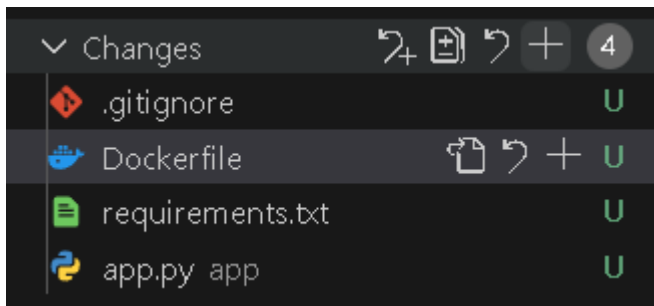 Changes 4
.gitignore U
Dockerfile U
requirements.txt U
app.py app U